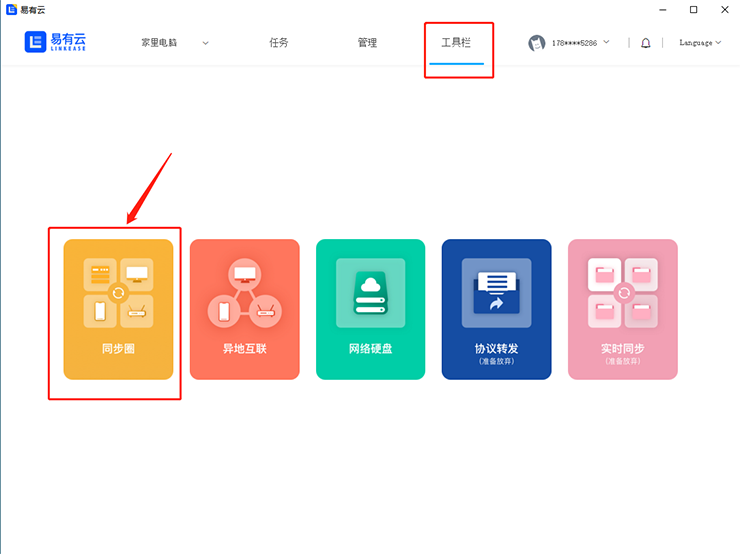 易有云
易有云
LINKEASE
家里电脑
任务
管理
工具栏
178****5286
Language
同步圈
异地互联
网络硬盘
协议转发
(准备放弃)
实时同步
(准备放弃)